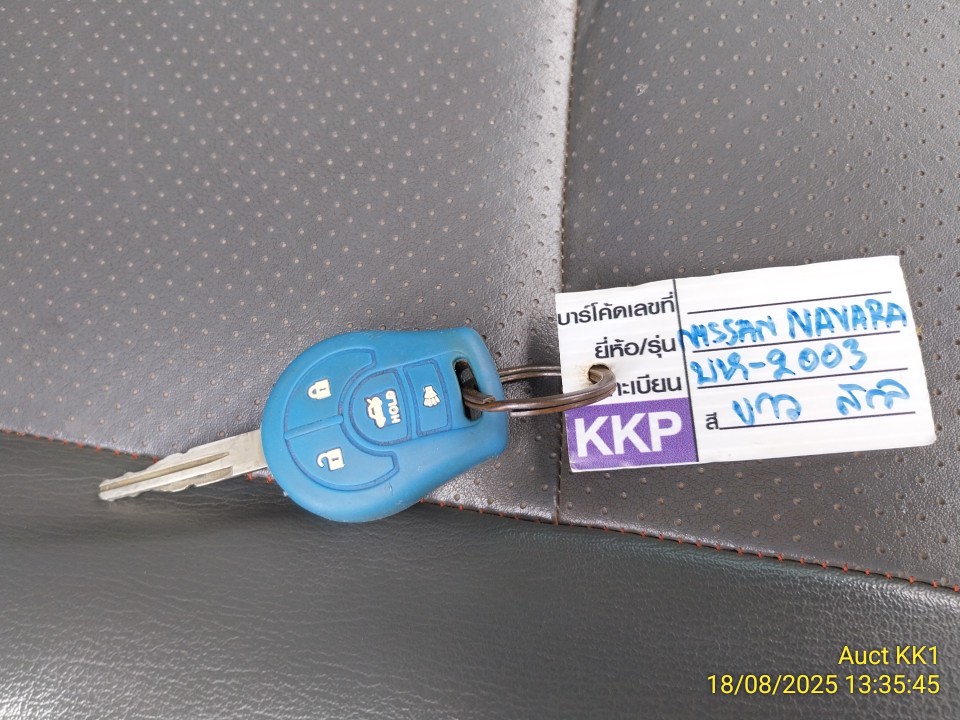 บาร์โค้ดเลขที่
ยี่ห้อ/รุ่น NISSAN NAVARA
ทะเบียน บห-2003
KKP
สี ขาว
HOLD
Auct KK1
18/08/2025 13:35:45